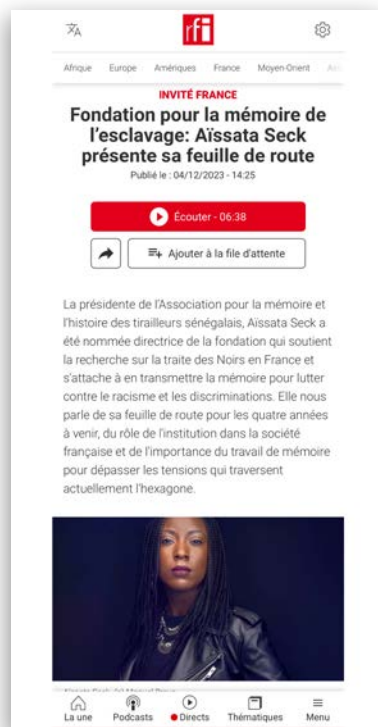 rfi
Afrique Europe Amériques France Moyen-Orient
INVITÉ FRANCE
Fondation pour la mémoire de
l'esclavage: Aïssata Seck
présente sa feuille de route
Publié le : 04/12/2023 - 14:25
Écouter - 06:38
Ajouter à la file d'attente
La présidente de l'Association pour la mémoire et
l'histoire des tirailleurs sénégalais, Aïssata Seck a
été nommée directrice de la fondation qui soutient
la recherche sur la traite des Noirs en France et
s'attache à en transmettre la mémoire pour lutter
contre le racisme et les discriminations. Elle nous
parle de sa feuille de route pour les quatre années
à venir, du rôle de l'institution dans la société
française et de l'importance du travail de mémoire
pour dépasser les tensions qui traversent
actuellement l'hexagone.
La une Podcasts Directs Thématiques Menu